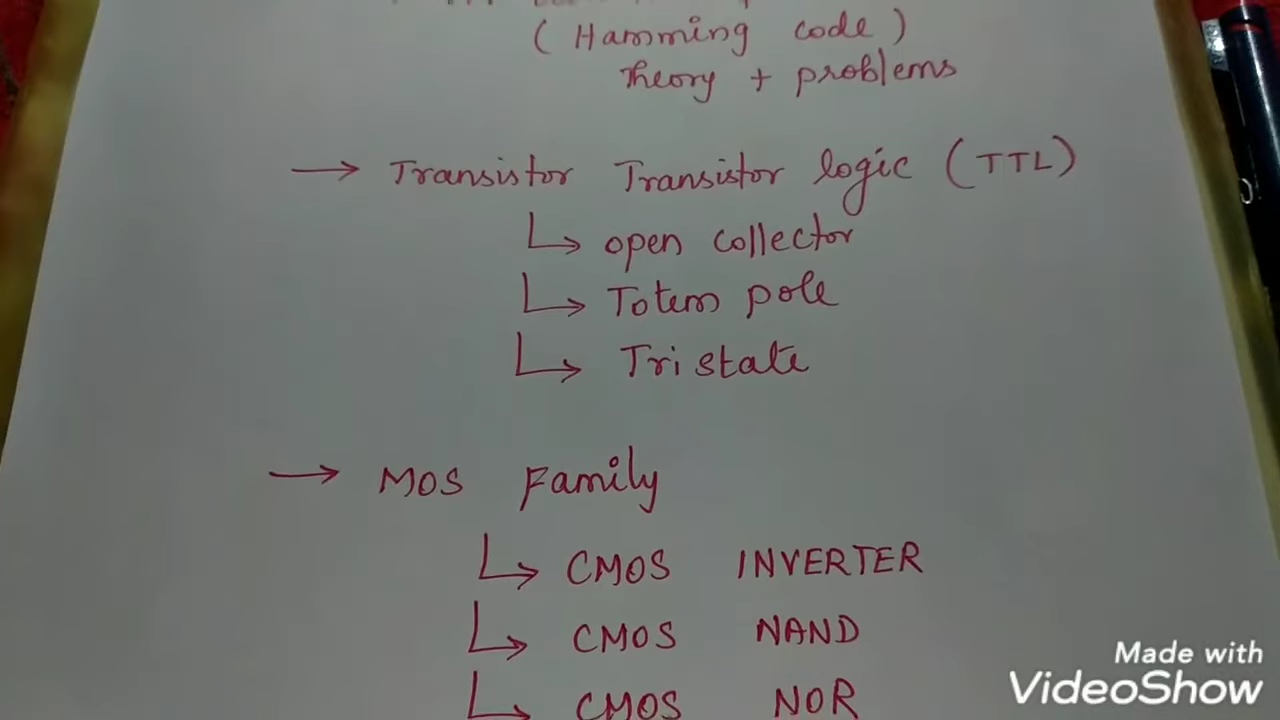 ( Hamming code )
Theory + problems
→ Transistor Transistor logic (TTL)
↳ open collector
↳ Totem pole
↳ Tri state
→ MOS Family
↳ CMOS INVERTER
↳ CMOS NAND
↳ CMOS NOR
Made with
VideoShow